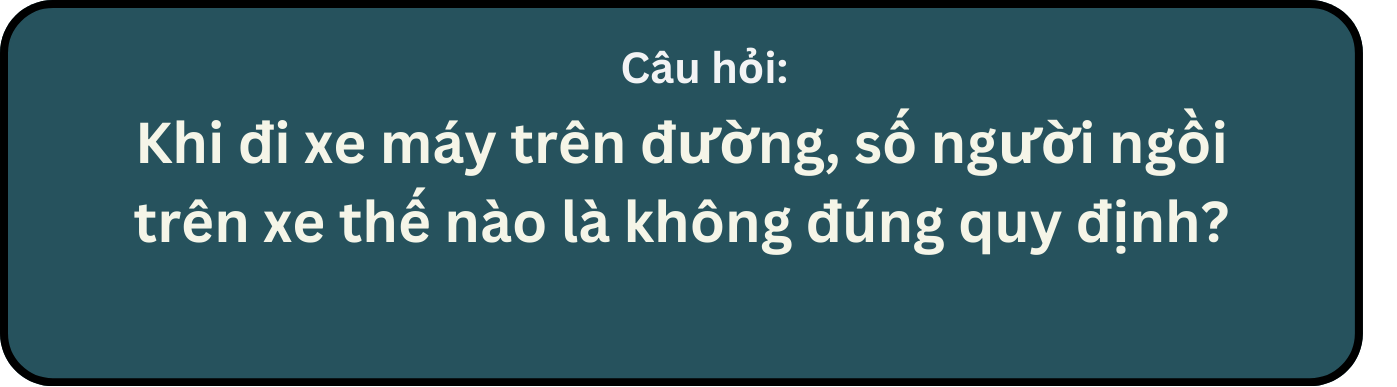 Câu hỏi:
Khi đi xe máy trên đường, số người ngồi
trên xe thế nào là không đúng quy định?